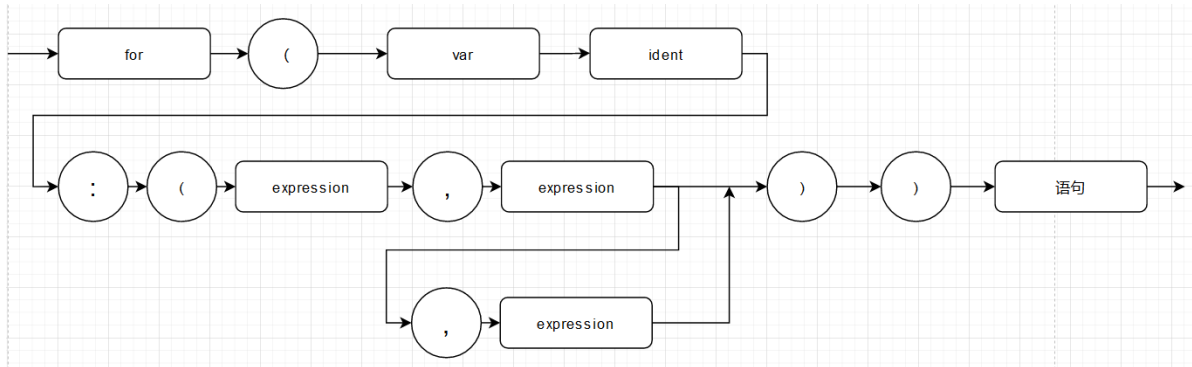 for ( var ident
: ( expression , expression ) ) 语句
, expression